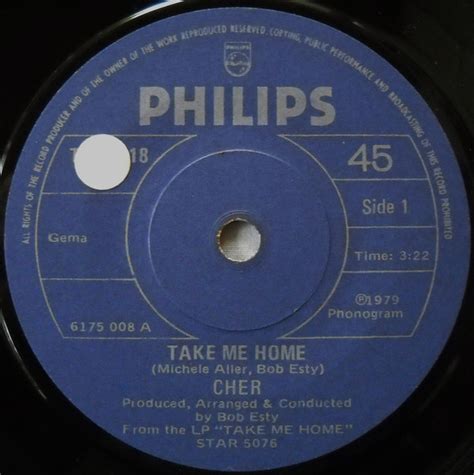 ALL RIGHTS OF THE RECORD PRODUCER AND OF THE OWNER OF THE WORK REPRODUCED RESERVED. COPYING, PUBLIC PERFORMANCE AND BROADCASTING OF THIS RECORD PROHIBITED
PHILIPS
PHILIPS
18
45
Side 1
Gema
Time: 3:22
℗1979
Phonogram
6175 008 A
TAKE ME HOME
(Michele Aller, Bob Esty)
CHER
Produced, Arranged & Conducted
by Bob Esty
From the LP "TAKE ME HOME"
STAR 5076